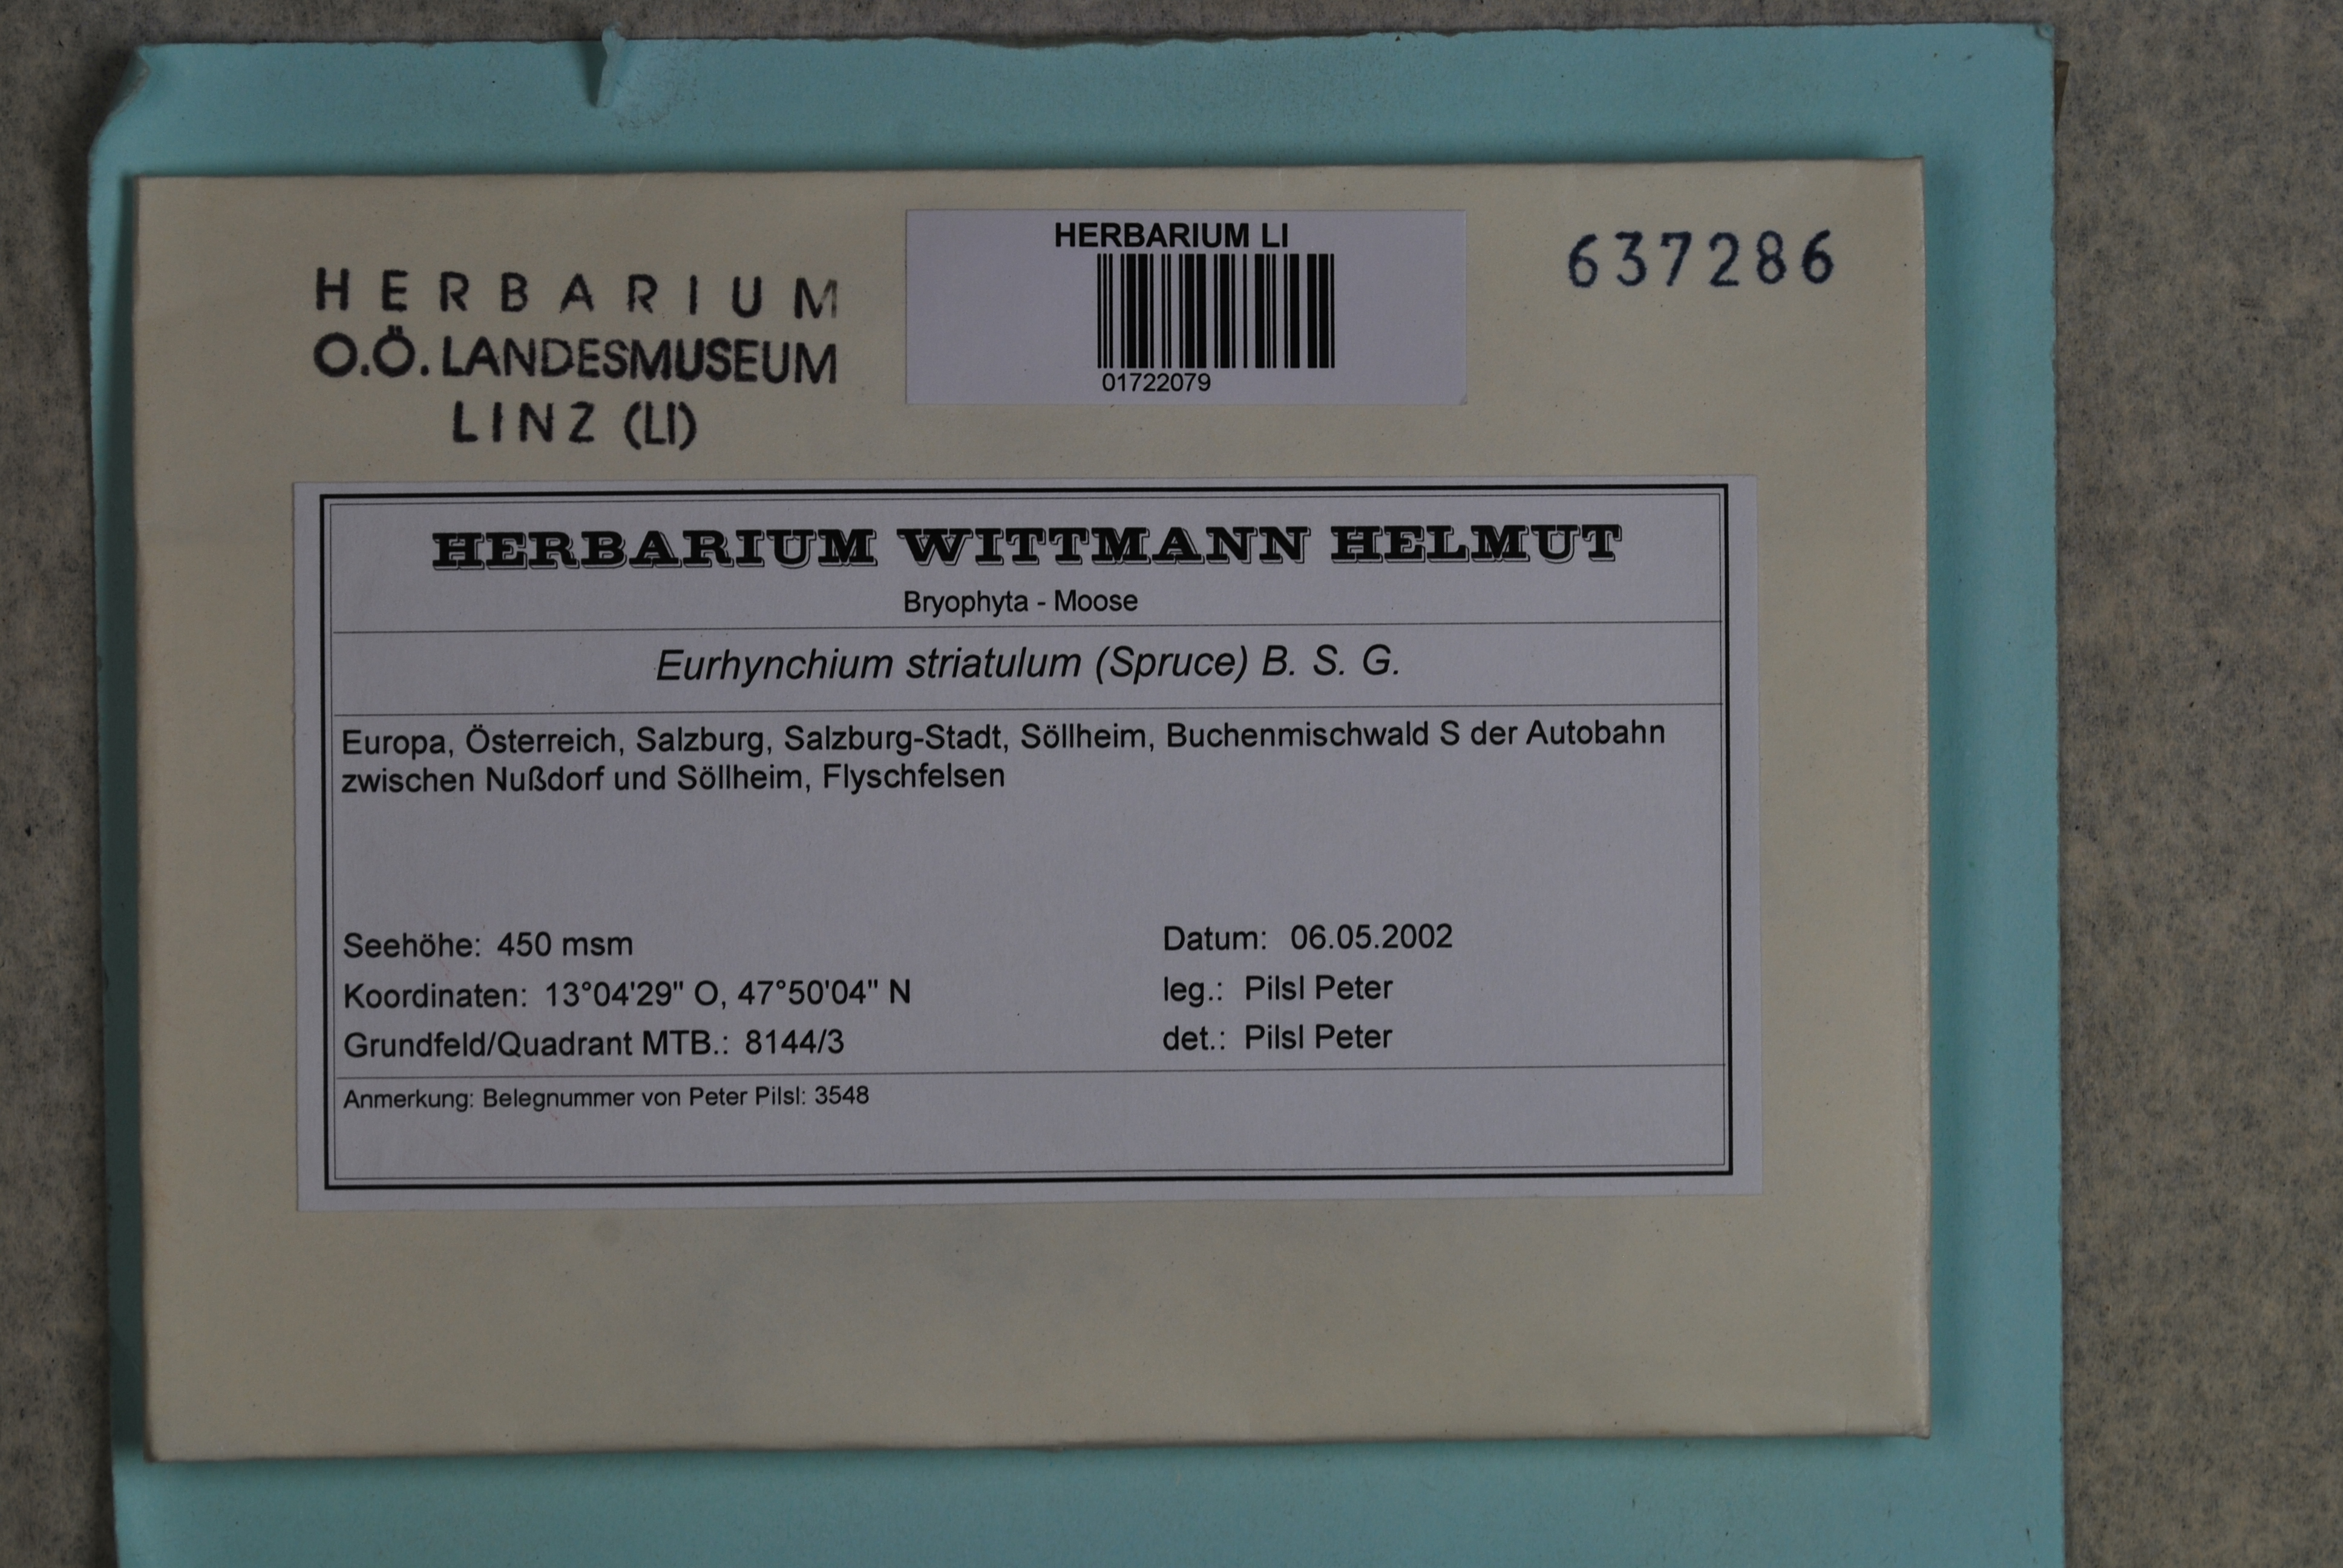 HERBARIUM
O.Ö. LANDESMUSEUM
LINZ (LI)
HERBARIUM LI
01722079
637286
HERBARIUM WITTMANN HELMUT
Bryophyta - Moose
Eurhynchium striatulum (Spruce) B. S. G.
Europa, Österreich, Salzburg, Salzburg-Stadt, Söllheim, Buchenmischwald S der Autobahn
zwischen Nußdorf und Söllheim, Flyschfelsen
Seehöhe: 450 msm
Datum: 06.05.2002
Koordinaten: 13°04'29" O, 47°50'04" N
leg.: Pilsl Peter
Grundfeld/Quadrant MTB.: 8144/3
det.: Pilsl Peter
Anmerkung: Belegnummer von Peter Pilsl: 3548